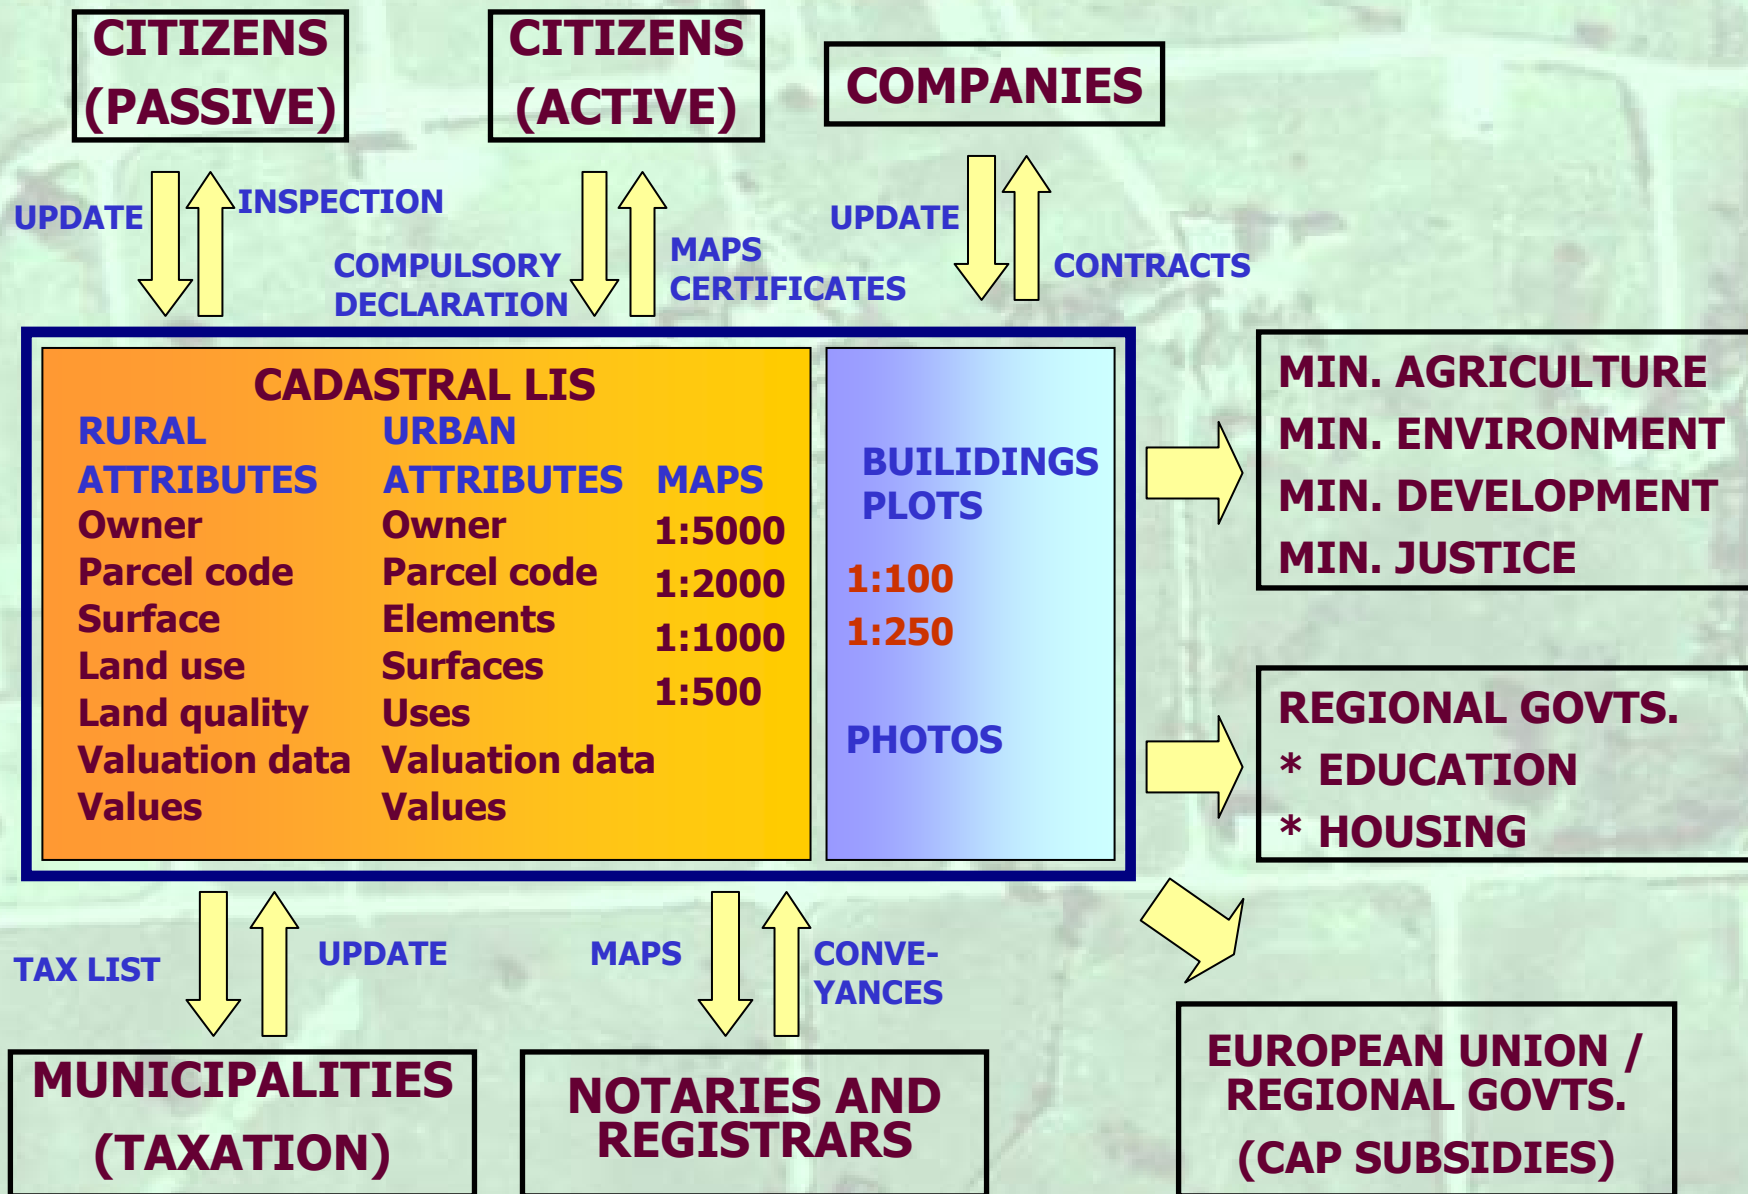 CITIZENS
(PASSIVE)
CITIZENS
(ACTIVE)
COMPANIES
UPDATE
INSPECTION
COMPULSORY
DECLARATION
MAPS
CERTIFICATES
UPDATE
CONTRACTS
CADASTRAL LIS
RURAL
ATTRIBUTES
Owner
Parcel code
Surface
Land use
Land quality
Valuation data
Values
URBAN
ATTRIBUTES
Owner
Parcel code
Elements
Surfaces
Uses
Valuation data
Values
MAPS
1:5000
1:2000
1:1000
1:500
BUILIDINGS
PLOTS
1:100
1:250
PHOTOS
MIN. AGRICULTURE
MIN. ENVIRONMENT
MIN. DEVELOPMENT
MIN. JUSTICE
REGIONAL GOVTS.
* EDUCATION
* HOUSING
TAX LIST
UPDATE
MAPS
CONVE-
YANCES
MUNICIPALITIES
(TAXATION)
NOTARIES AND
REGISTRARS
EUROPEAN UNION /
REGIONAL GOVTS.
(CAP SUBSIDIES)